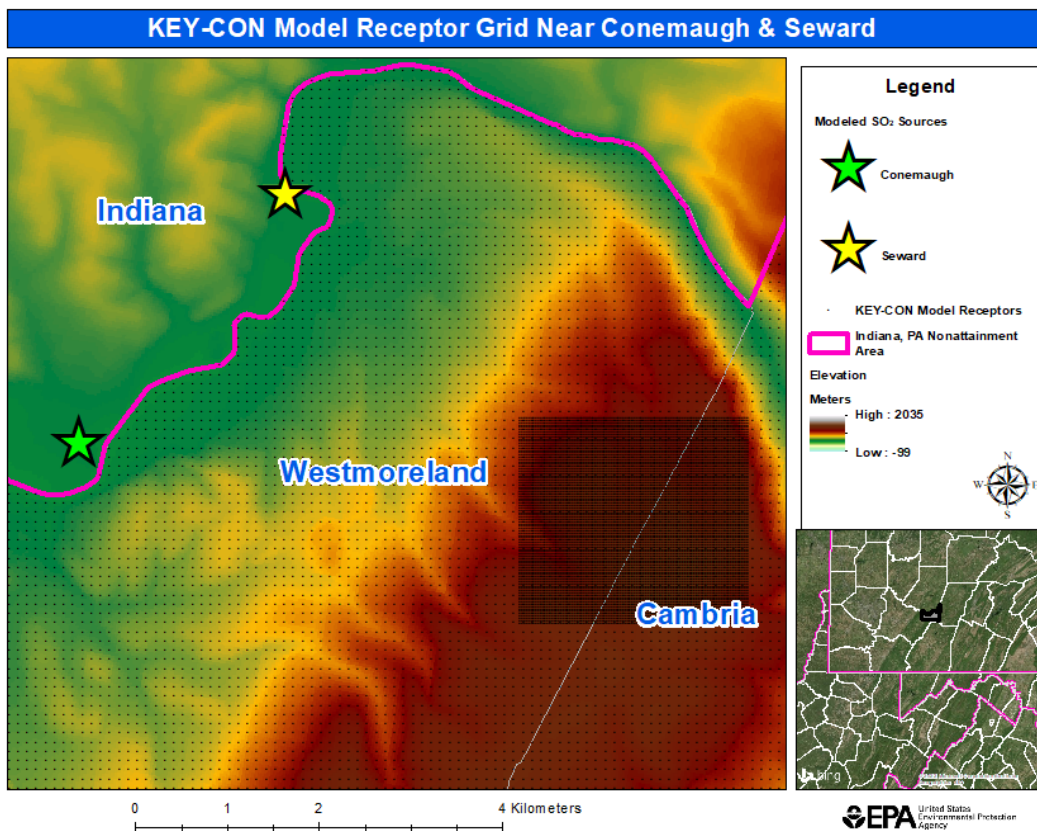 KEY-CON Model Receptor Grid Near Conemaugh & Seward
Indiana
Westmoreland
Cambria
Legend
Modeled SO₂ Sources
Conemaugh
Seward
KEY-CON Model Receptors
Indiana, PA Nonattainment
Area
Elevation
Meters
High : 2035
Low : -99
N
W
E
S
bing
0 1 2 4 Kilometers
EPA
United States
Environmental Protection
Agency